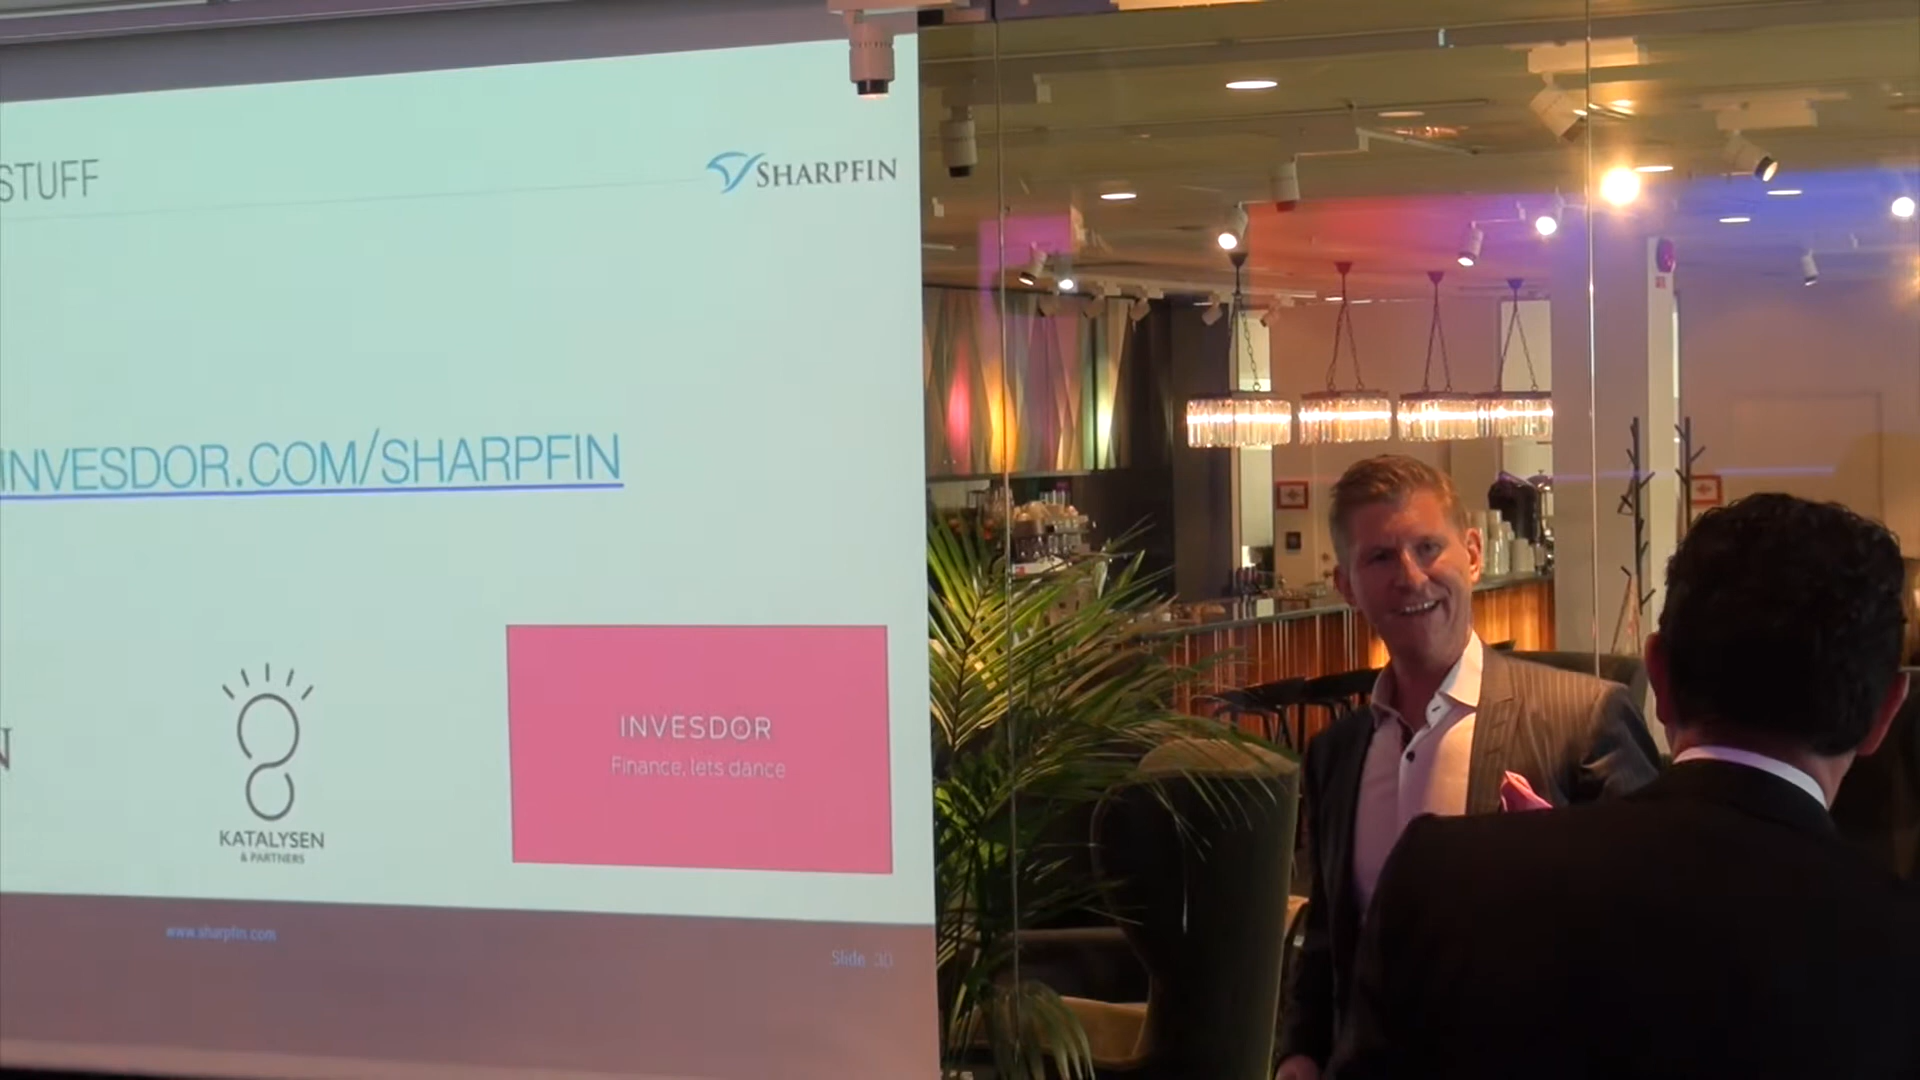 STUFF
SHARPFIN
INVESDOR.COM/SHARPFIN
INVESDOR
Finance, lets dance
KATALYSEN
& PARTNERS
www.sharpfin.com
Slide 30